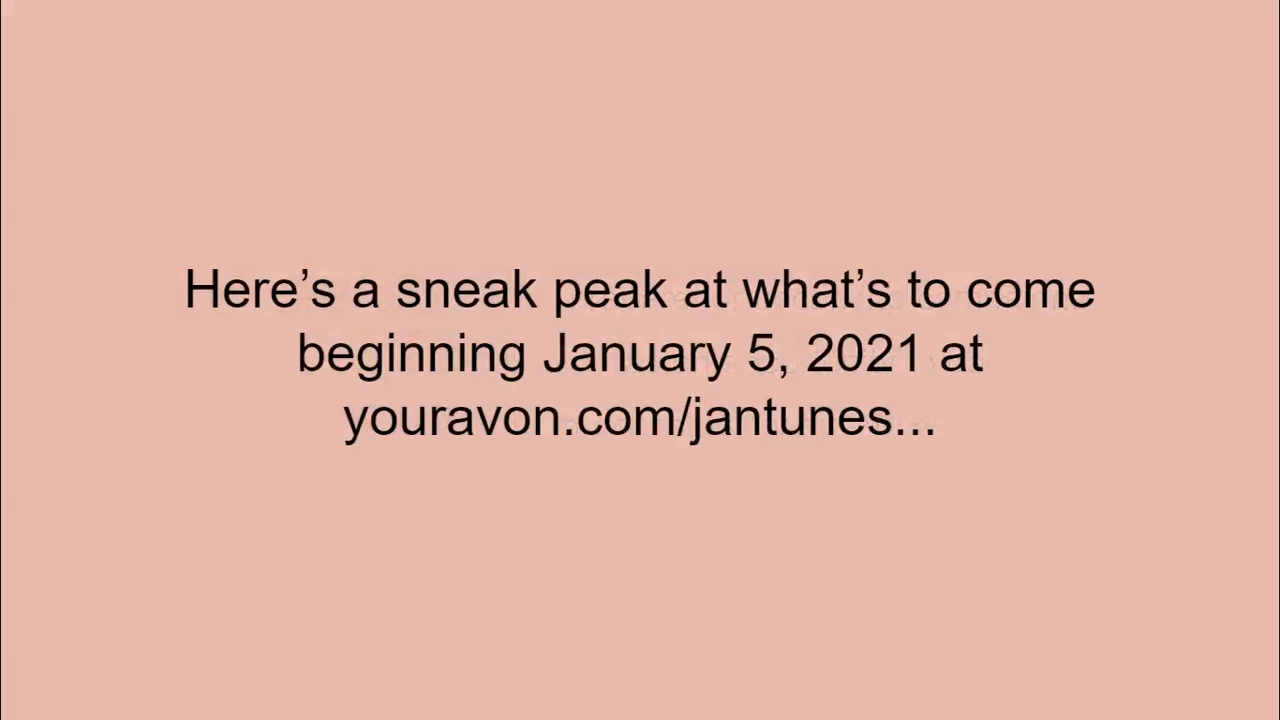 Here’s a sneak peak at what’s to come
beginning January 5, 2021 at
youravon.com/jantunes...